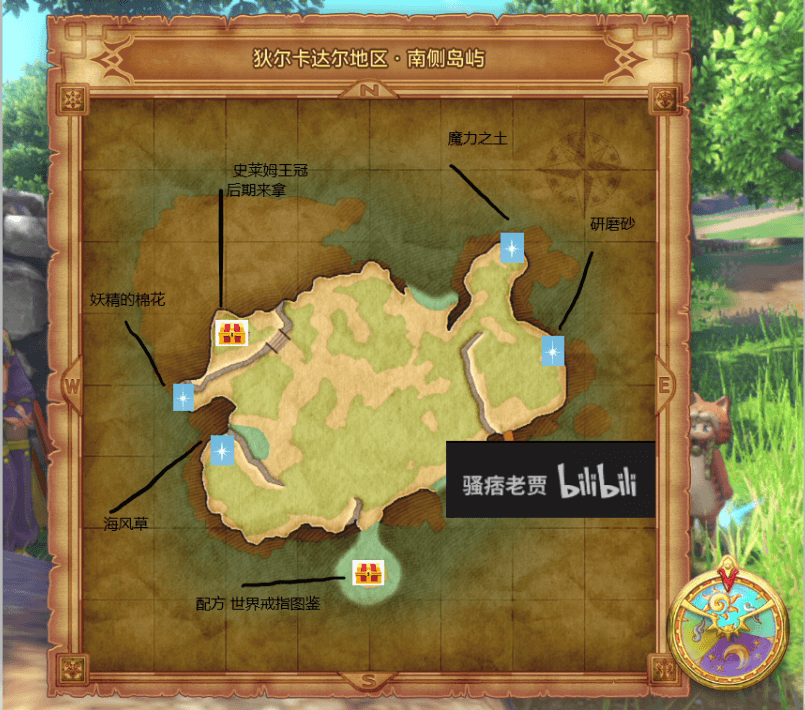 狄尔卡达尔地区·南侧岛屿
N
魔力之土
史莱姆王冠
后期来拿
研磨砂
妖精的棉花
W
E
骚痞老贾 bilibili
海风草
配方 世界戒指图鉴
S